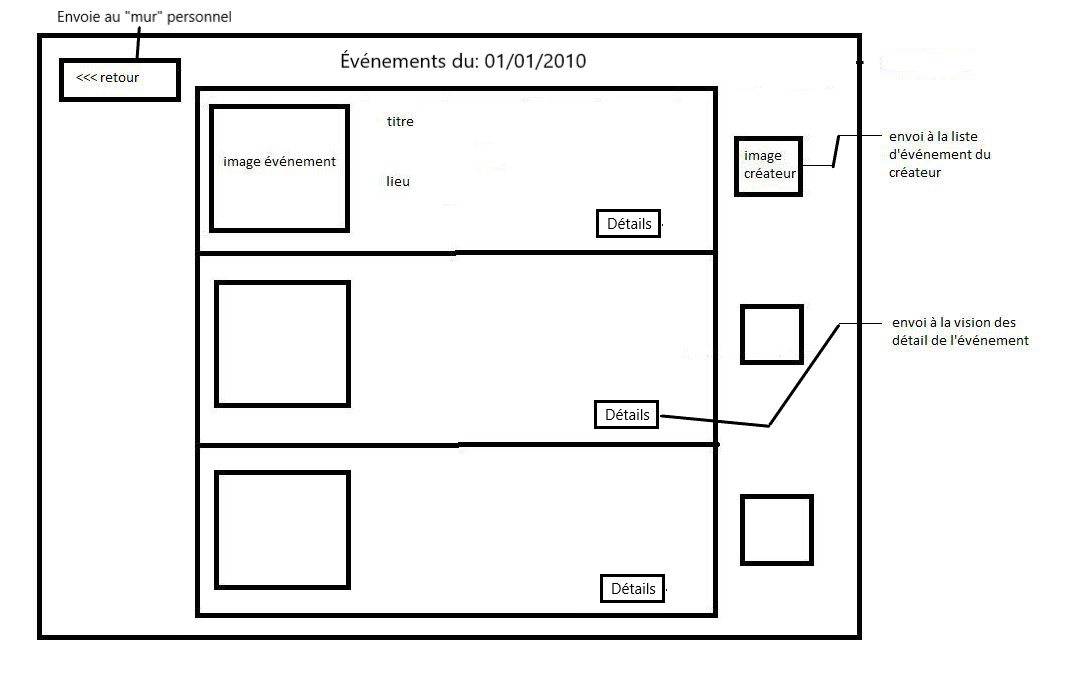 Envoie au "mur" personnel
Événements du: 01/01/2010
<<< retour
titre
image événement
lieu
Détails
image
créateur
envoi à la liste
d'événement du
créateur
envoi à la vision des
détail de l'événement
Détails
Détails